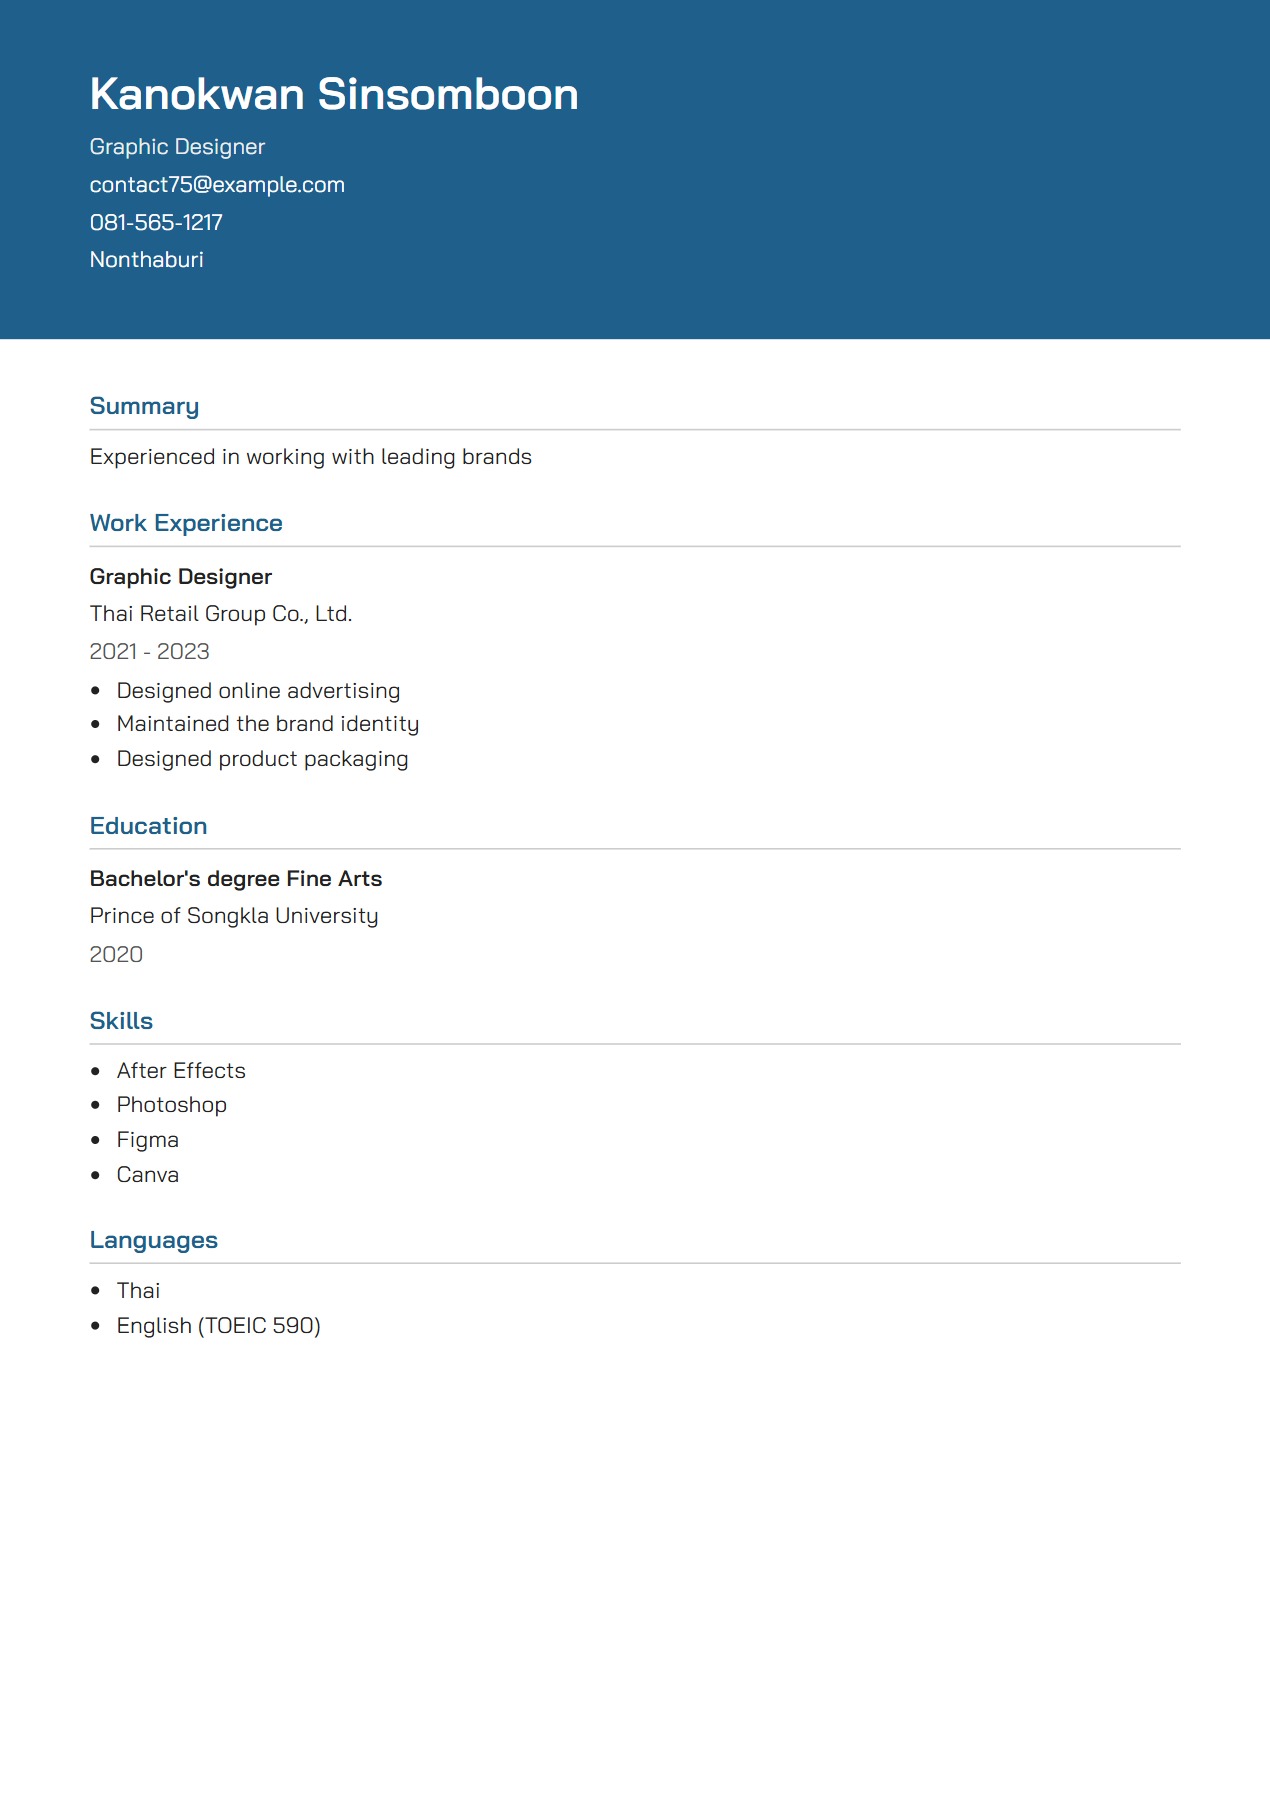 Kanokwan Sinsomboon
Graphic Designer
contact75@example.com
081-565-1217
Nonthaburi
Summary
Experienced in working with leading brands
Work Experience
Graphic Designer
Thai Retail Group Co., Ltd.
2021 - 2023
• Designed online advertising
• Maintained the brand identity
• Designed product packaging
Education
Bachelor's degree Fine Arts
Prince of Songkla University
2020
Skills
• After Effects
• Photoshop
• Figma
• Canva
Languages
• Thai
• English (TOEIC 590)